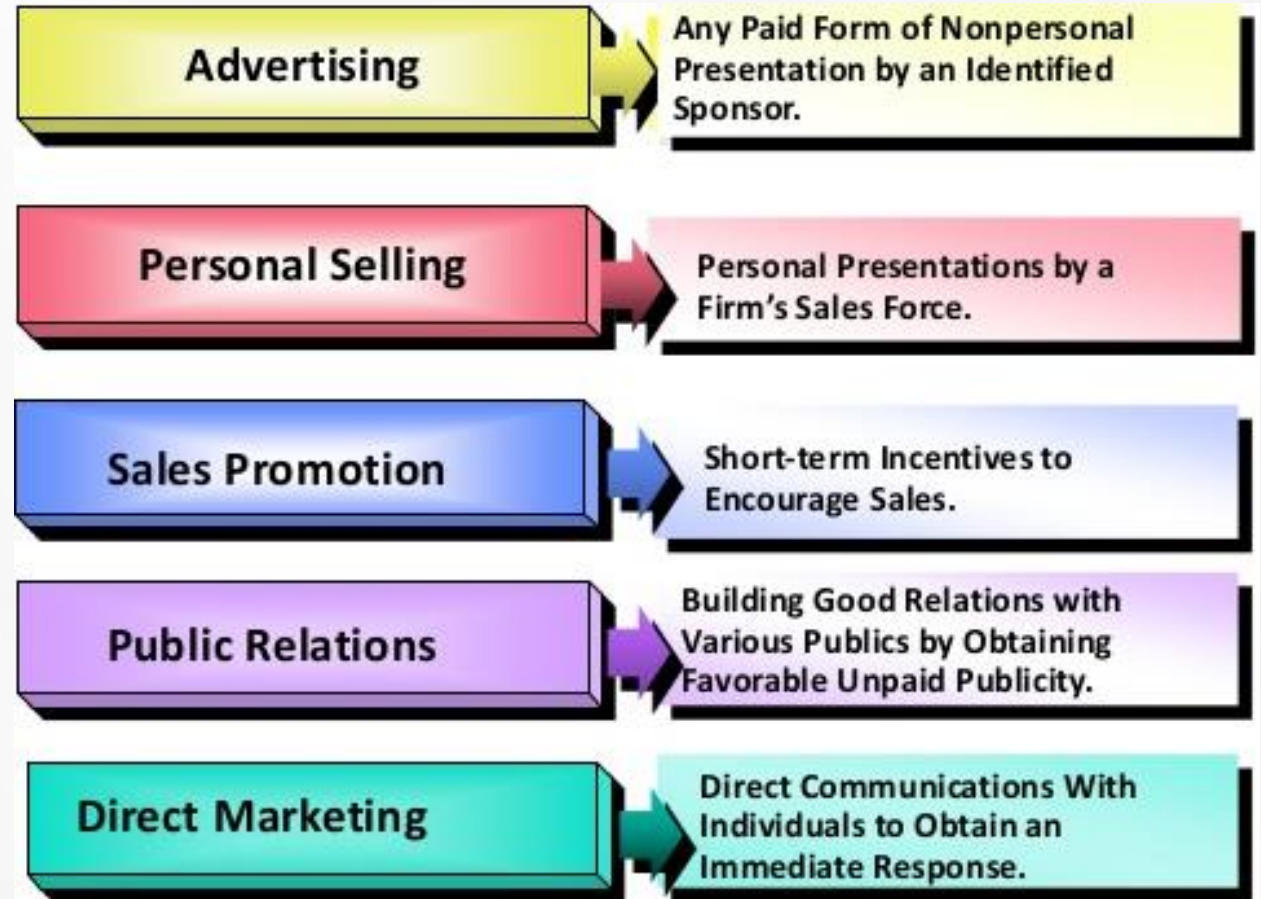 Advertising
Any Paid Form of Nonpersonal
Presentation by an Identified
Sponsor.
Personal Selling
Personal Presentations by a
Firm’s Sales Force.
Sales Promotion
Short-term Incentives to
Encourage Sales.
Public Relations
Building Good Relations with
Various Publics by Obtaining
Favorable Unpaid Publicity.
Direct Marketing
Direct Communications With
Individuals to Obtain an
Immediate Response.